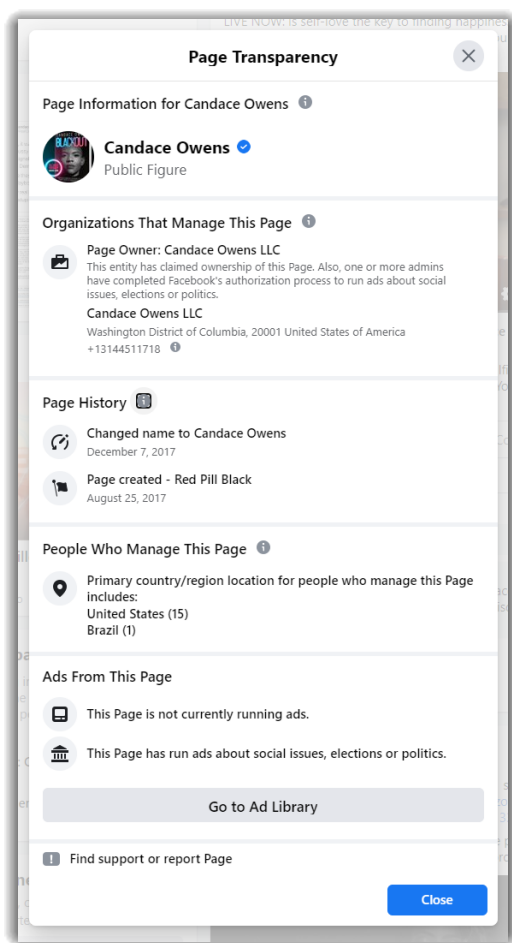 LIVE NOW: is self-love the key to finding happines
Page Transparency
Page Information for Candace Owens
BLACKOUT
Candace Owens
Public Figure
Organizations That Manage This Page
Page Owner: Candace Owens LLC
This entity has claimed ownership of this Page. Also, one or more admins
have completed Facebook's authorization process to run ads about social
issues, elections or politics.
Candace Owens LLC
Washington District of Columbia, 20001 United States of America
+13144511718
Page History
Changed name to Candace Owens
December 7, 2017
Page created - Red Pill Black
August 25, 2017
People Who Manage This Page
Primary country/region location for people who manage this Page
includes:
United States (15)
Brazil (1)
Ads From This Page
This Page is not currently running ads.
This Page has run ads about social issues, elections or politics.
Go to Ad Library
Find support or report Page
Close